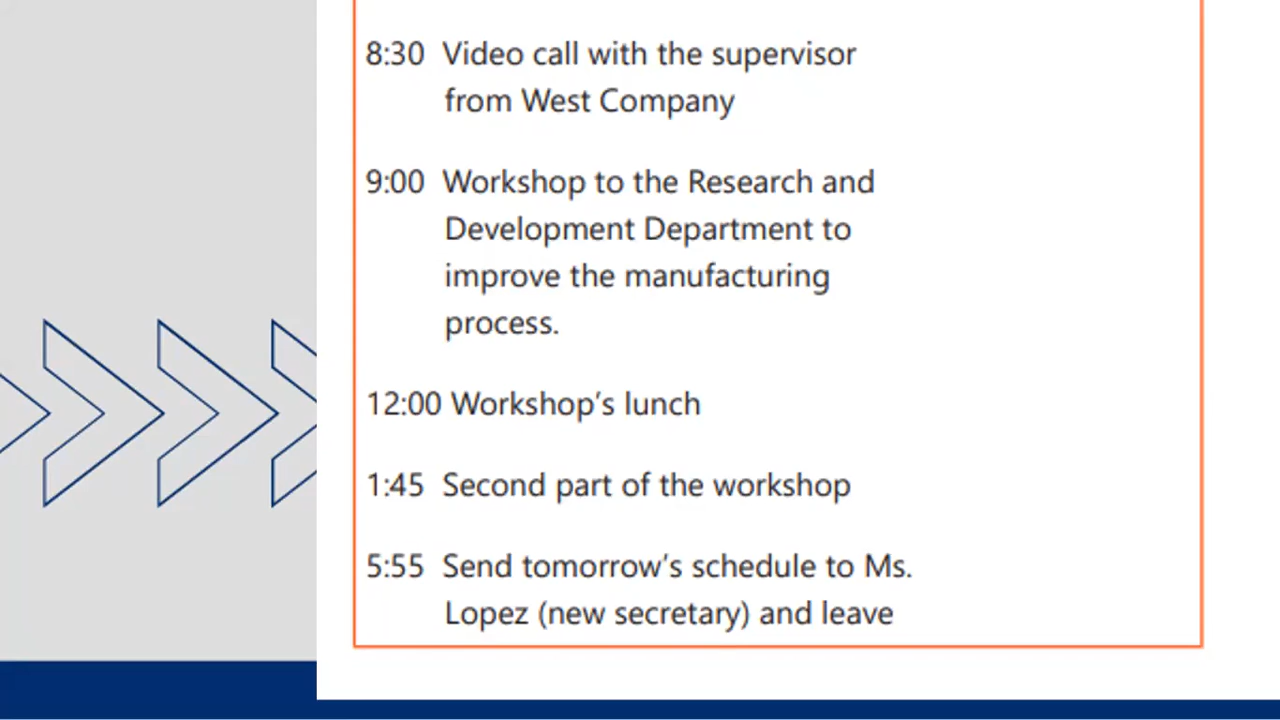 8:30 Video call with the supervisor
from West Company
9:00 Workshop to the Research and
Development Department to
improve the manufacturing
process.
12:00 Workshop’s lunch
1:45 Second part of the workshop
5:55 Send tomorrow’s schedule to Ms.
Lopez (new secretary) and leave